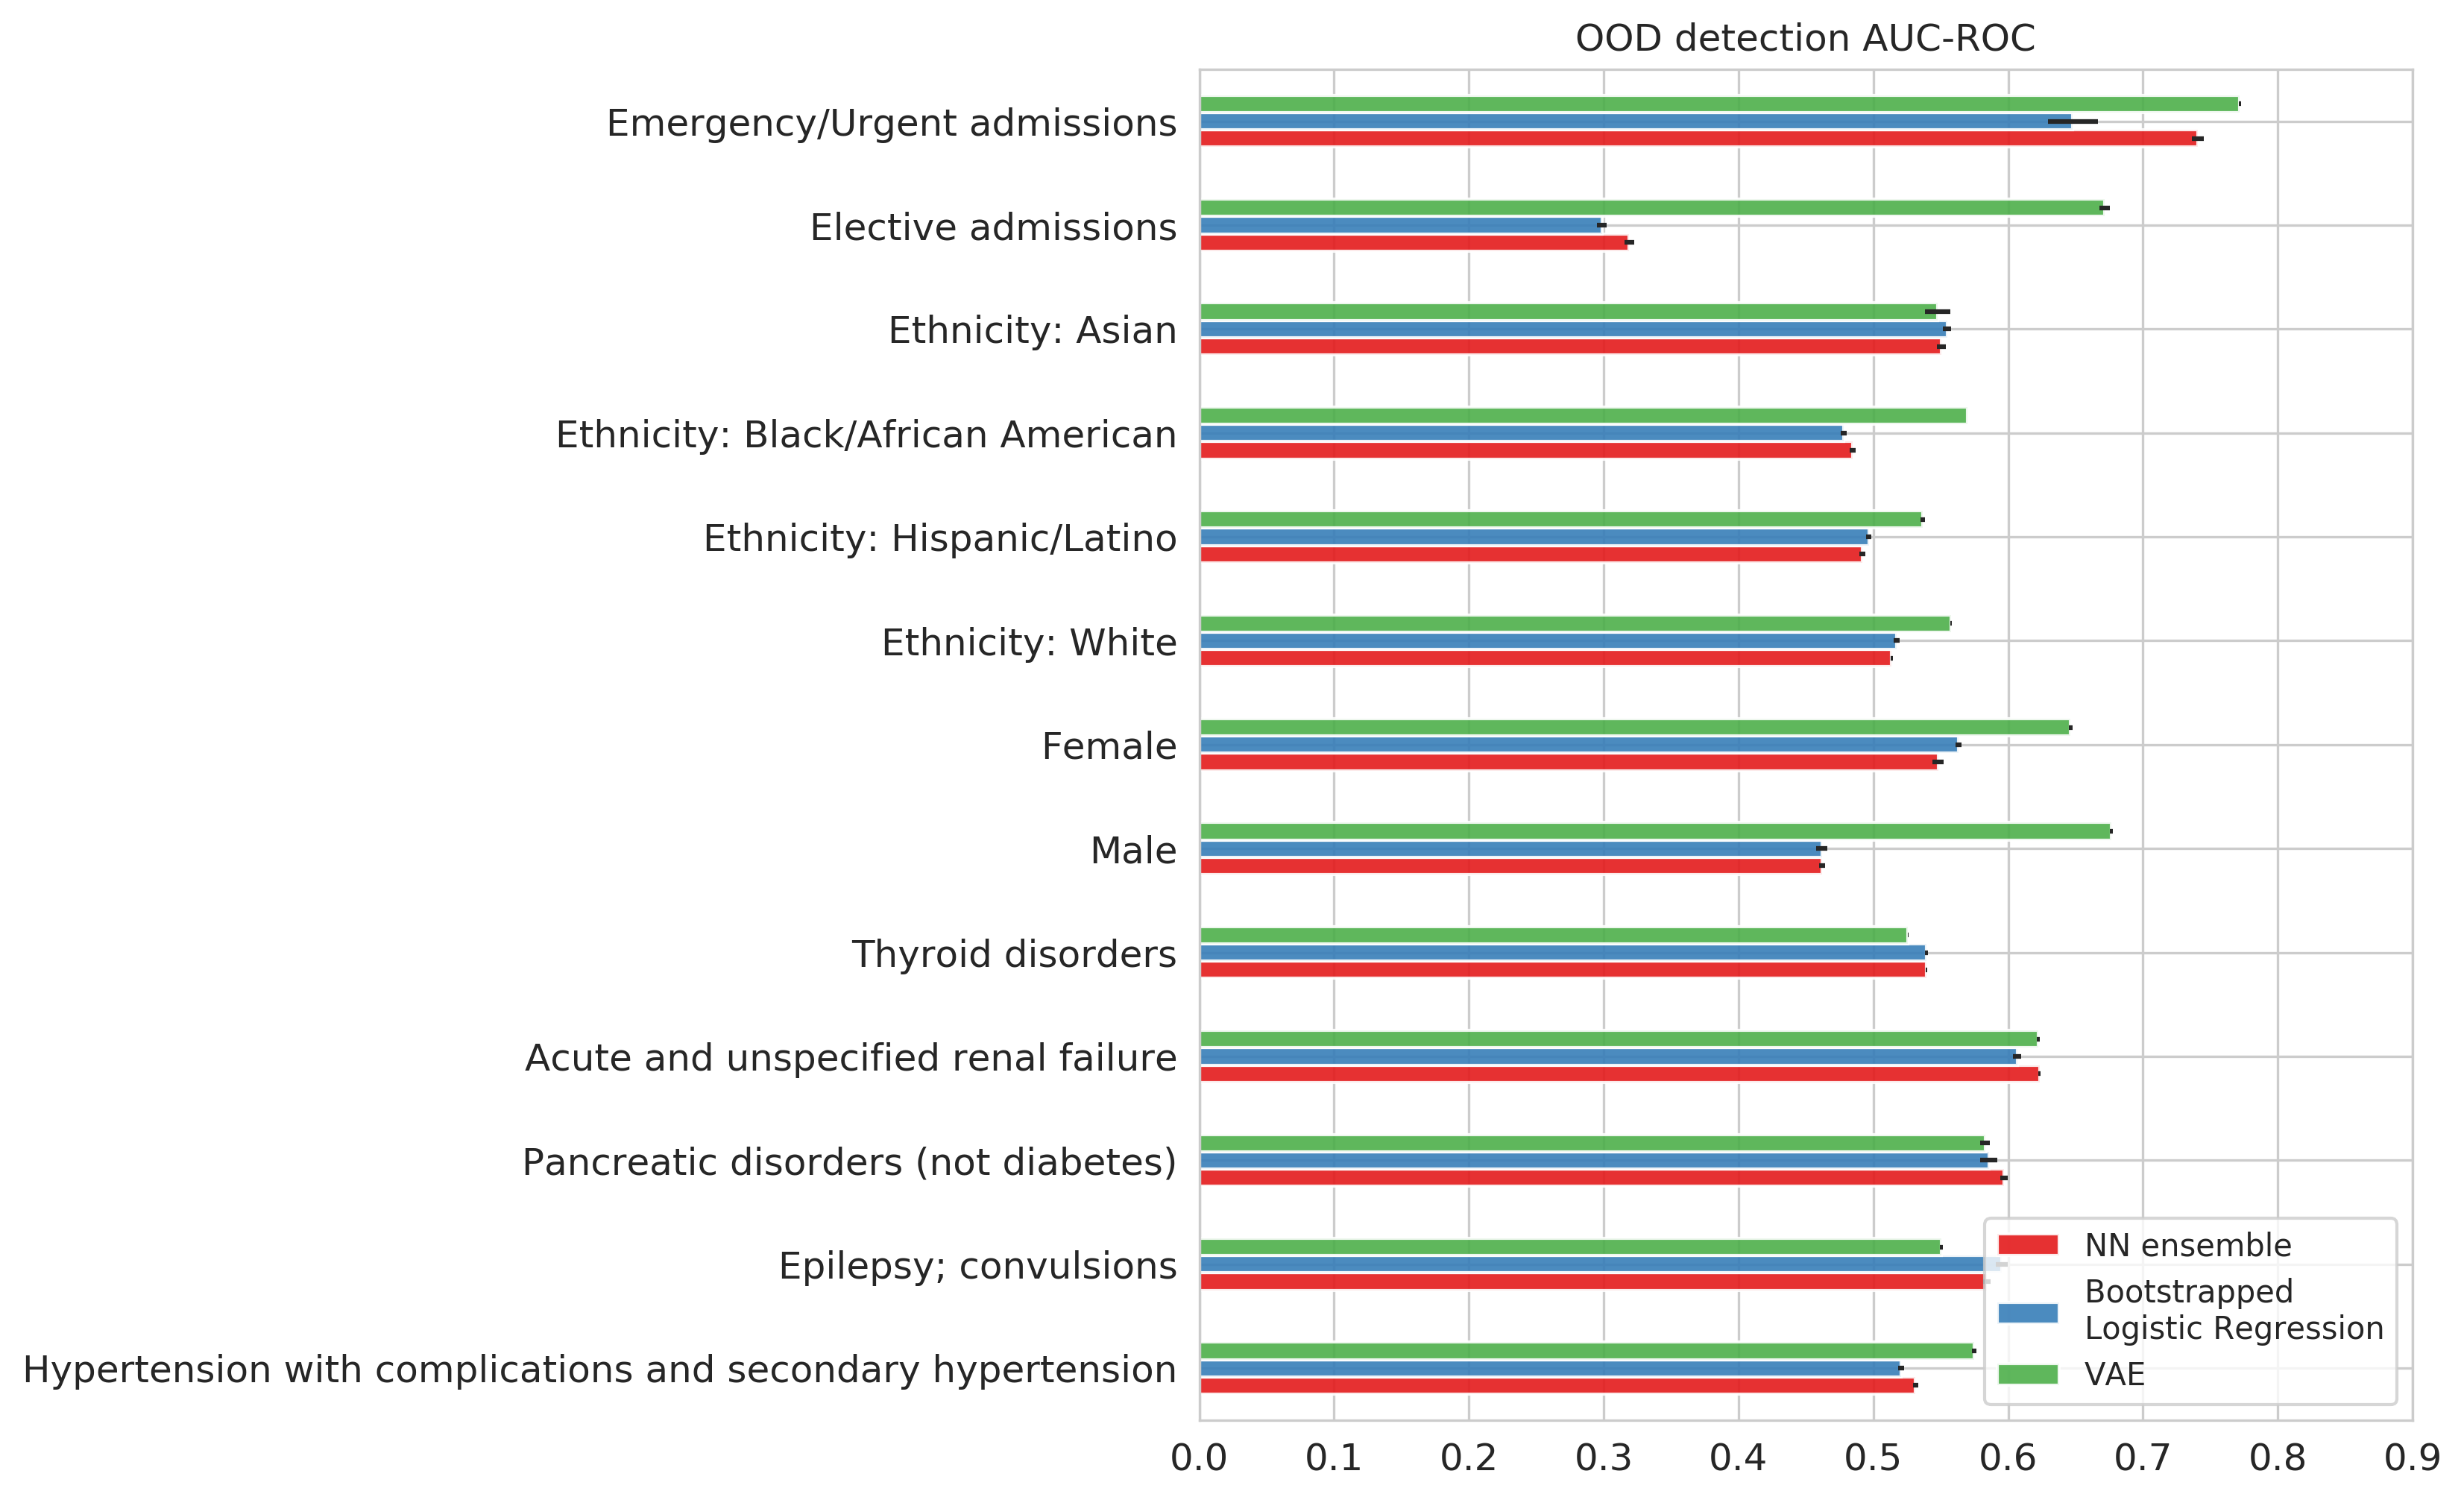 OOD detection AUC-ROC
Emergency/Urgent admissions
Elective admissions
Ethnicity: Asian
Ethnicity: Black/African American
Ethnicity: Hispanic/Latino
Ethnicity: White
Female
Male
Thyroid disorders
Acute and unspecified renal failure
Pancreatic disorders (not diabetes)
Epilepsy; convulsions
Hypertension with complications and secondary hypertension
NN ensemble
Bootstrapped
Logistic Regression
VAE
0.0 0.1 0.2 0.3 0.4 0.5 0.6 0.7 0.8 0.9